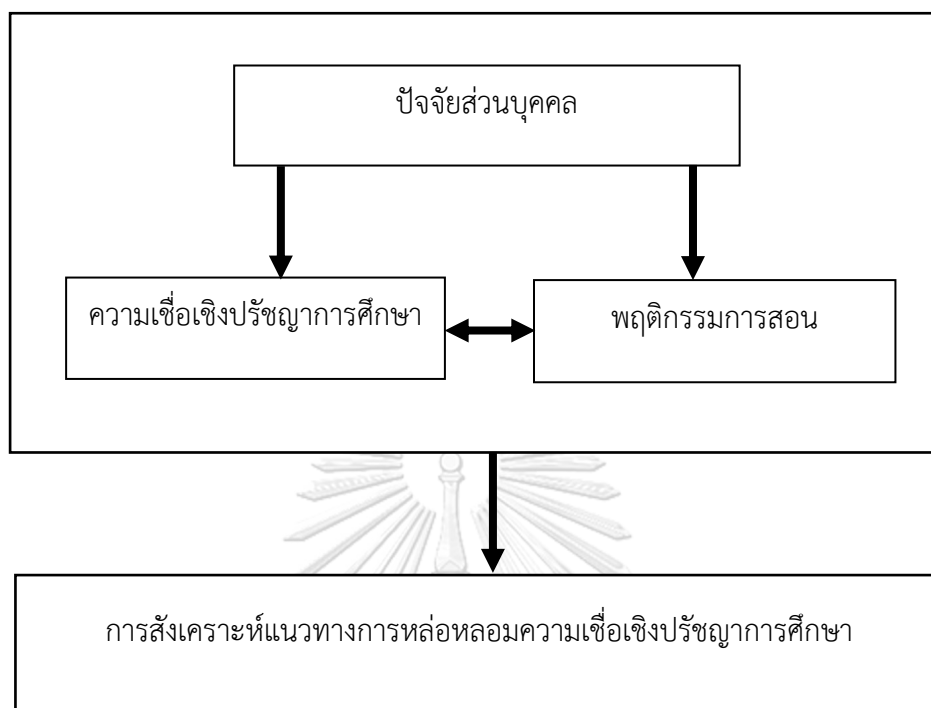 ปัจจัยส่วนบุคคล
ความเชื่อเชิงปรัชญาการศึกษา
พฤติกรรมการสอน
การสังเคราะห์แนวทางการหล่อหลอมความเชื่อเชิงปรัชญาการศึกษา